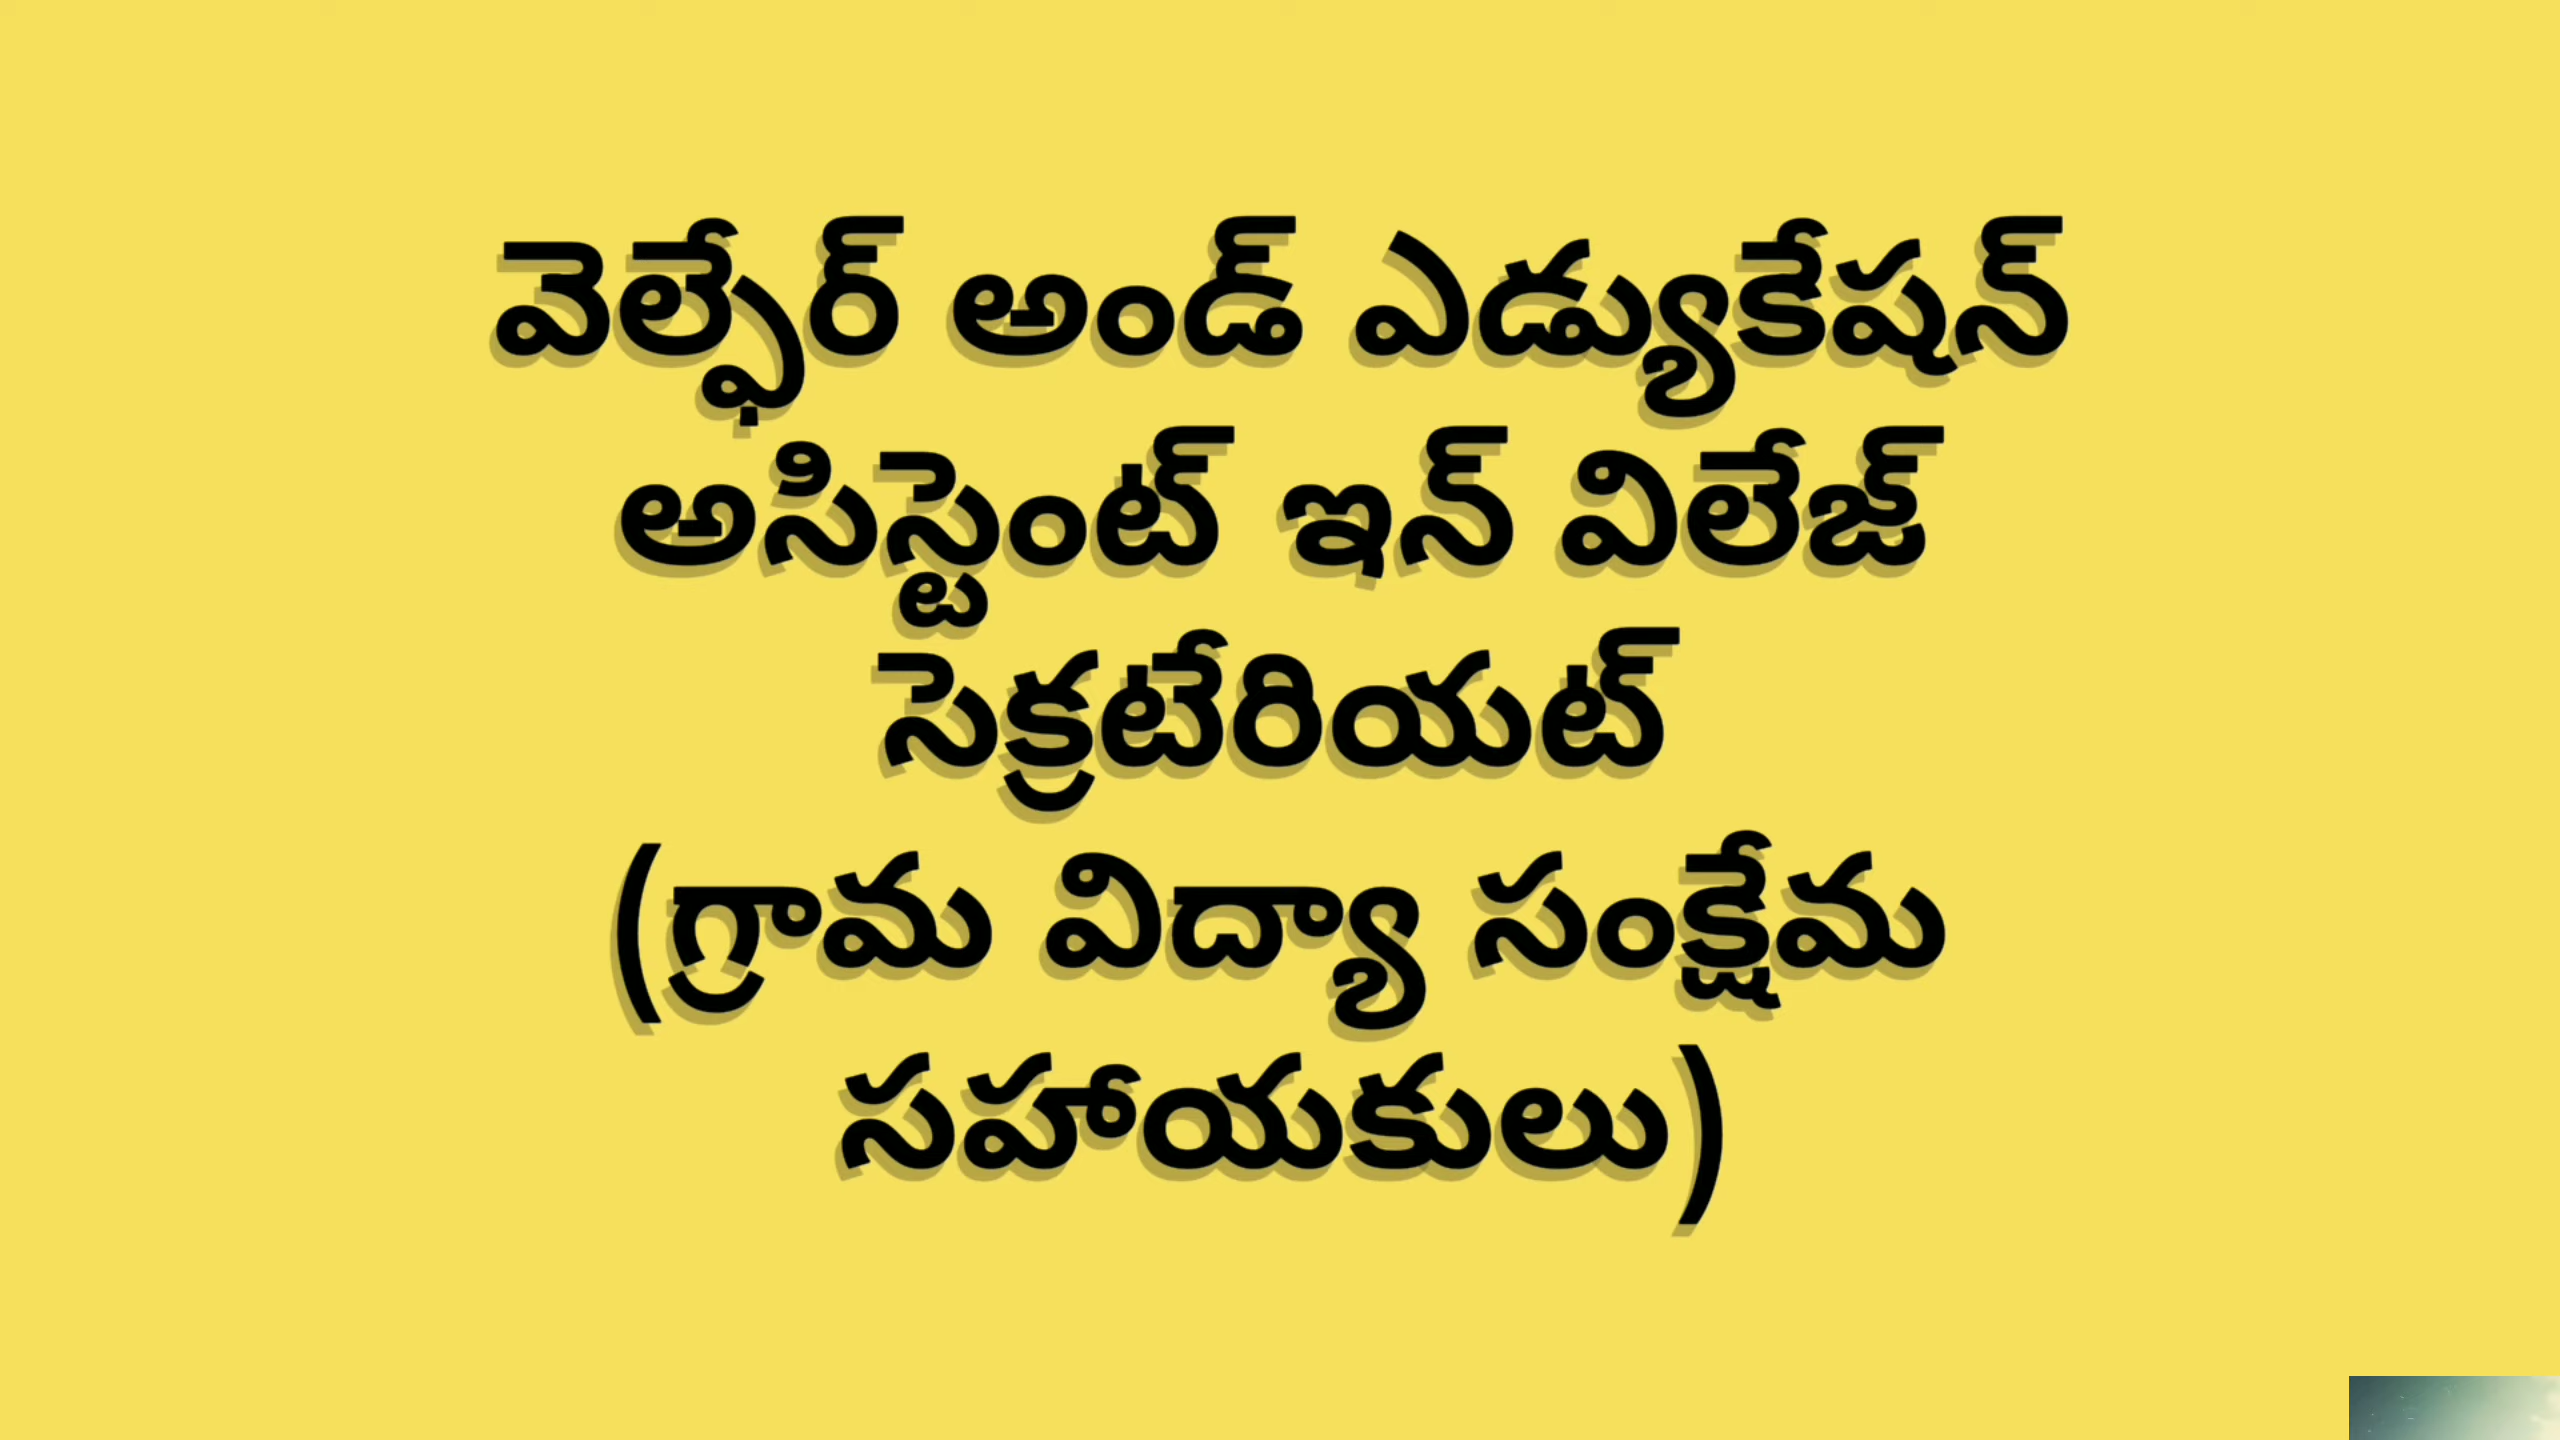 వెల్ఫేర్ అండ్ ఎడ్యుకేషన్
అసిస్టెంట్ ఇన్ విలేజ్
సెక్రటేరియట్
(గ్రామ విద్యా సంక్షేమ
సహాయకులు)